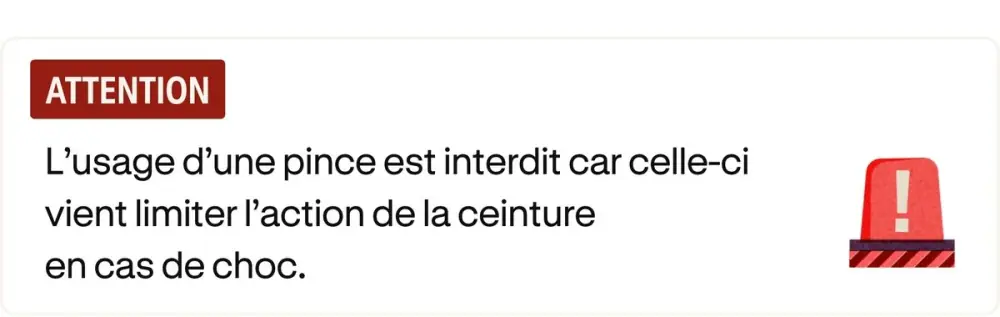 ATTENTION
L’usage d’une pince est interdit car celle-ci
vient limiter l’action de la ceinture
en cas de choc.
!